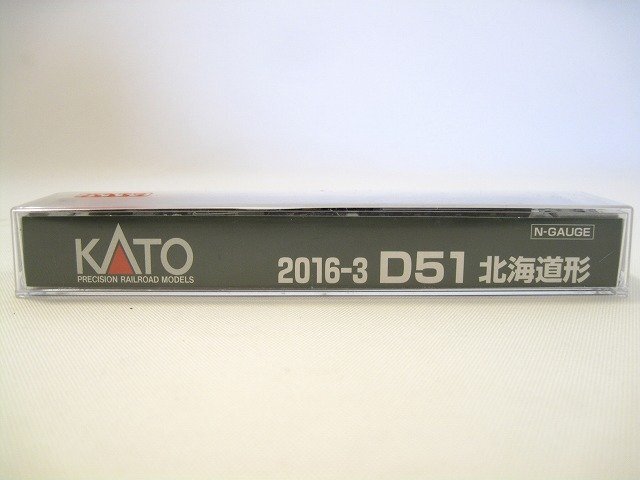 KATO
PRECISION RAILROAD MODELS
2016-3 D51 北海道形
N-GAUGE